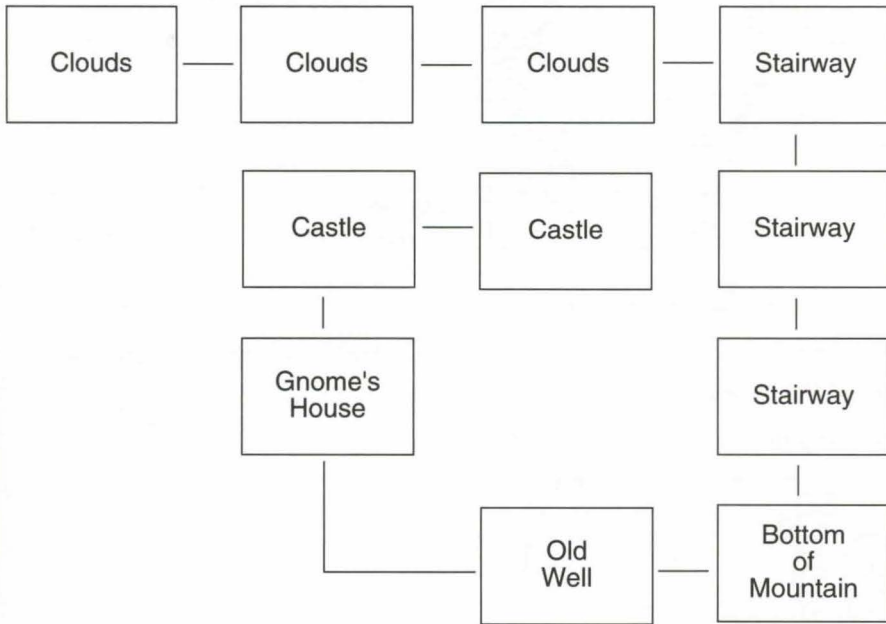 Clouds
Clouds
Clouds
Stairway
Castle
Castle
Stairway
Gnome's
House
Stairway
Old
Well
Bottom
of
Mountain